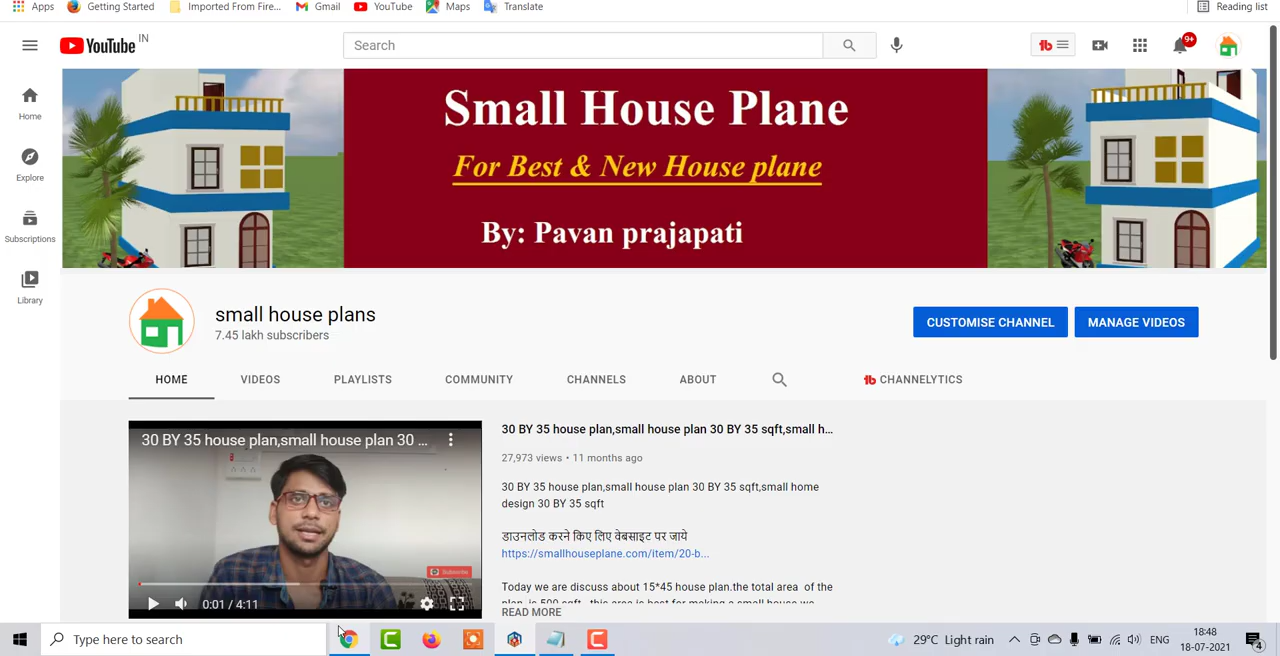 Apps Getting Started Imported From Fire... Gmail YouTube Maps Translate Reading list
YouTube IN
Search
9+
Home
Explore
Subscriptions
Library
Small House Plane
For Best & New House plane
By: Pavan prajapati
small house plans
7.45 lakh subscribers
CUSTOMISE CHANNEL MANAGE VIDEOS
HOME VIDEOS PLAYLISTS COMMUNITY CHANNELS ABOUT CHANNELYTICS
30 BY 35 house plan,small house plan 30 ...
Subscribe
0:01 / 4:11
30 BY 35 house plan,small house plan 30 BY 35 sqft,small h...
27,973 views • 11 months ago
30 BY 35 house plan,small house plan 30 BY 35 sqft,small home
design 30 BY 35 sqft
डाउनलोड करने किए लिए वेबसाइट पर जाये
https://smallhouseplane.com/item/20-b...
Today we are discuss about 15*45 house plan.the total area of the
READ MORE
Type here to search
29°C Light rain
ENG
18:48
18-07-2021
4